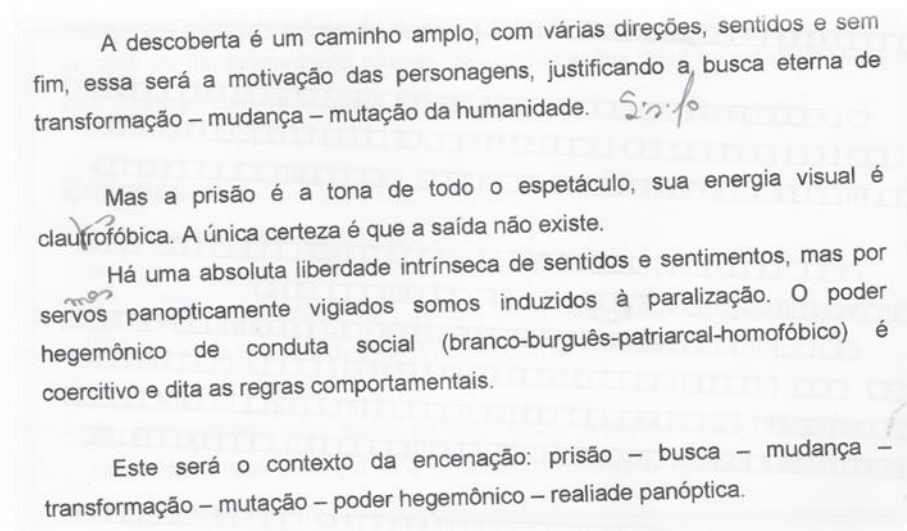 A descoberta é um caminho amplo, com várias direções, sentidos e sem
fim, essa será a motivação das personagens, justificando a busca eterna de
transformação – mudança – mutação da humanidade.
Mas a prisão é a tona de todo o espetáculo, sua energia visual é
clautrofóbica. A única certeza é que a saída não existe.
Há uma absoluta liberdade intrínseca de sentidos e sentimentos, mas por
mos
servos panopticamente vigiados somos induzidos à paralização. O poder
hegemônico de conduta social (branco-burguês-patriarcal-homofóbico) é
coercitivo e dita as regras comportamentais.
Este será o contexto da encenação: prisão – busca – mudança –
transformação – mutação – poder hegemônico – realiade panóptica.